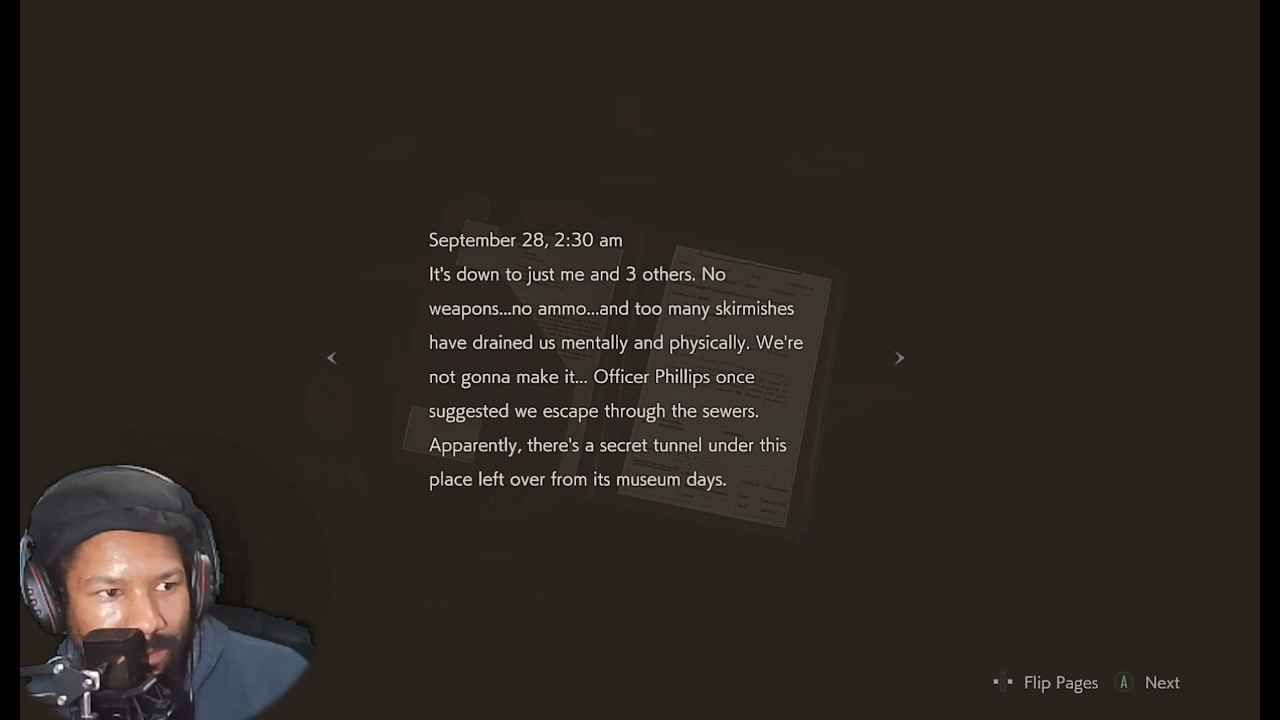 September 28, 2:30 am
It's down to just me and 3 others. No
weapons...no ammo...and too many skirmishes
have drained us mentally and physically. We're
not gonna make it... Officer Phillips once
suggested we escape through the sewers.
Apparently, there's a secret tunnel under this
place left over from its museum days.
Flip Pages A Next